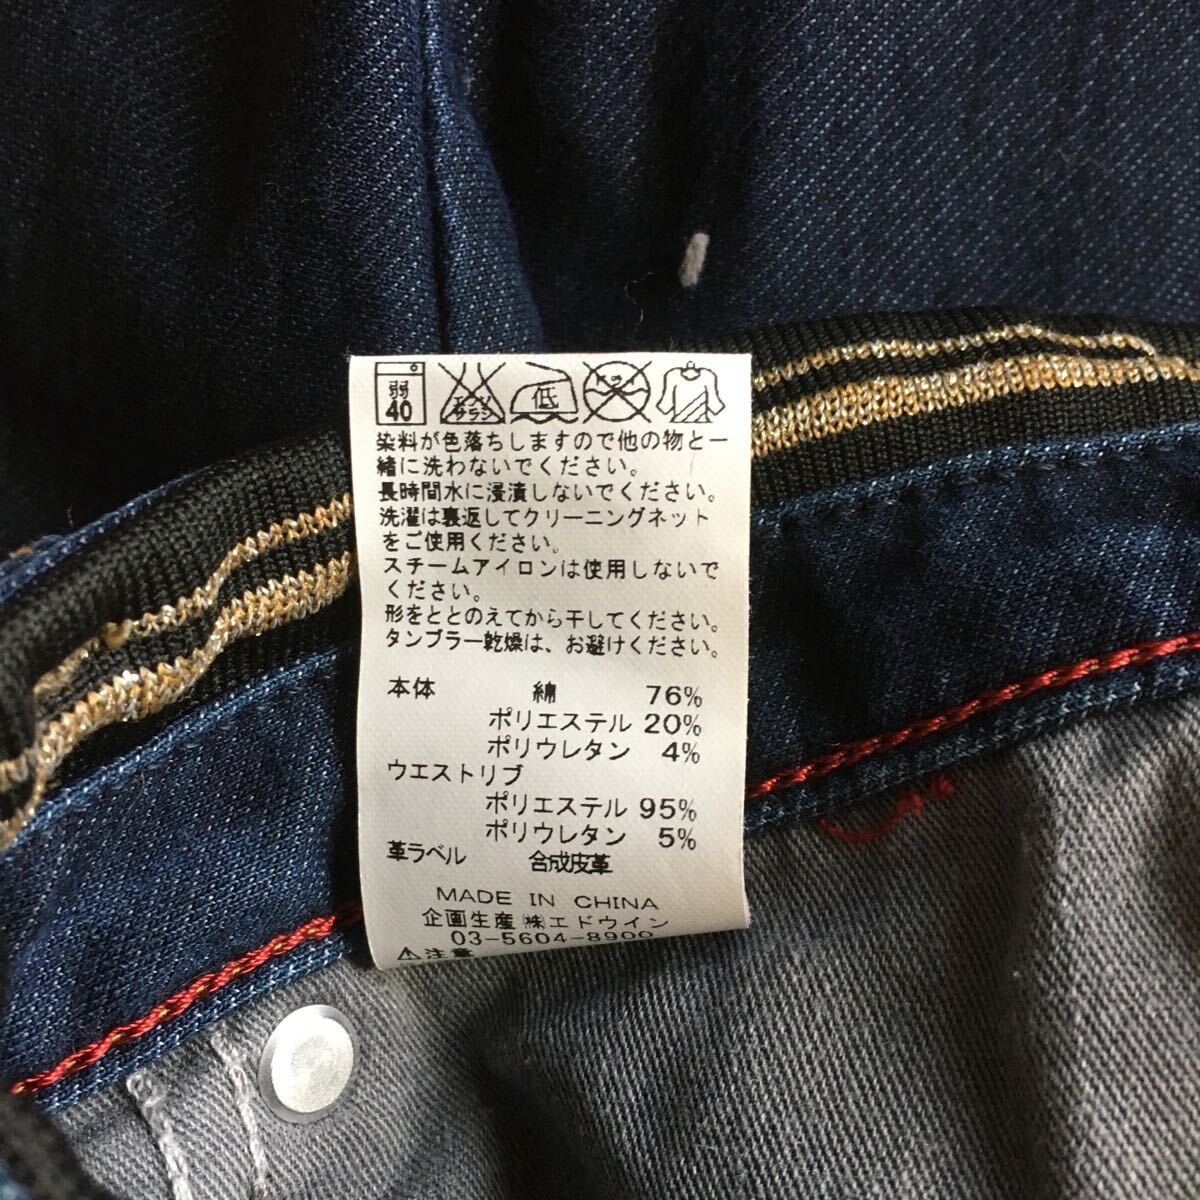 弱
40
エンソ
サラシ
低
ドライ
染料が色落ちしますので他の物と一
緒に洗わないでください。
長時間水に浸漬しないでください。
洗濯は裏返してクリーニングネット
をご使用ください。
スチームアイロンは使用しないで
ください。
形をととのえてから干してください。
タンブラー乾燥は、お避けください。
本体 綿 76%
ポリエステル 20%
ポリウレタン 4%
ウエストリブ
ポリエステル 95%
ポリウレタン 5%
革ラベル 合成皮革
MADE IN CHINA
企画生産 ㈱エドウイン
03-5604-8900
⚠注意